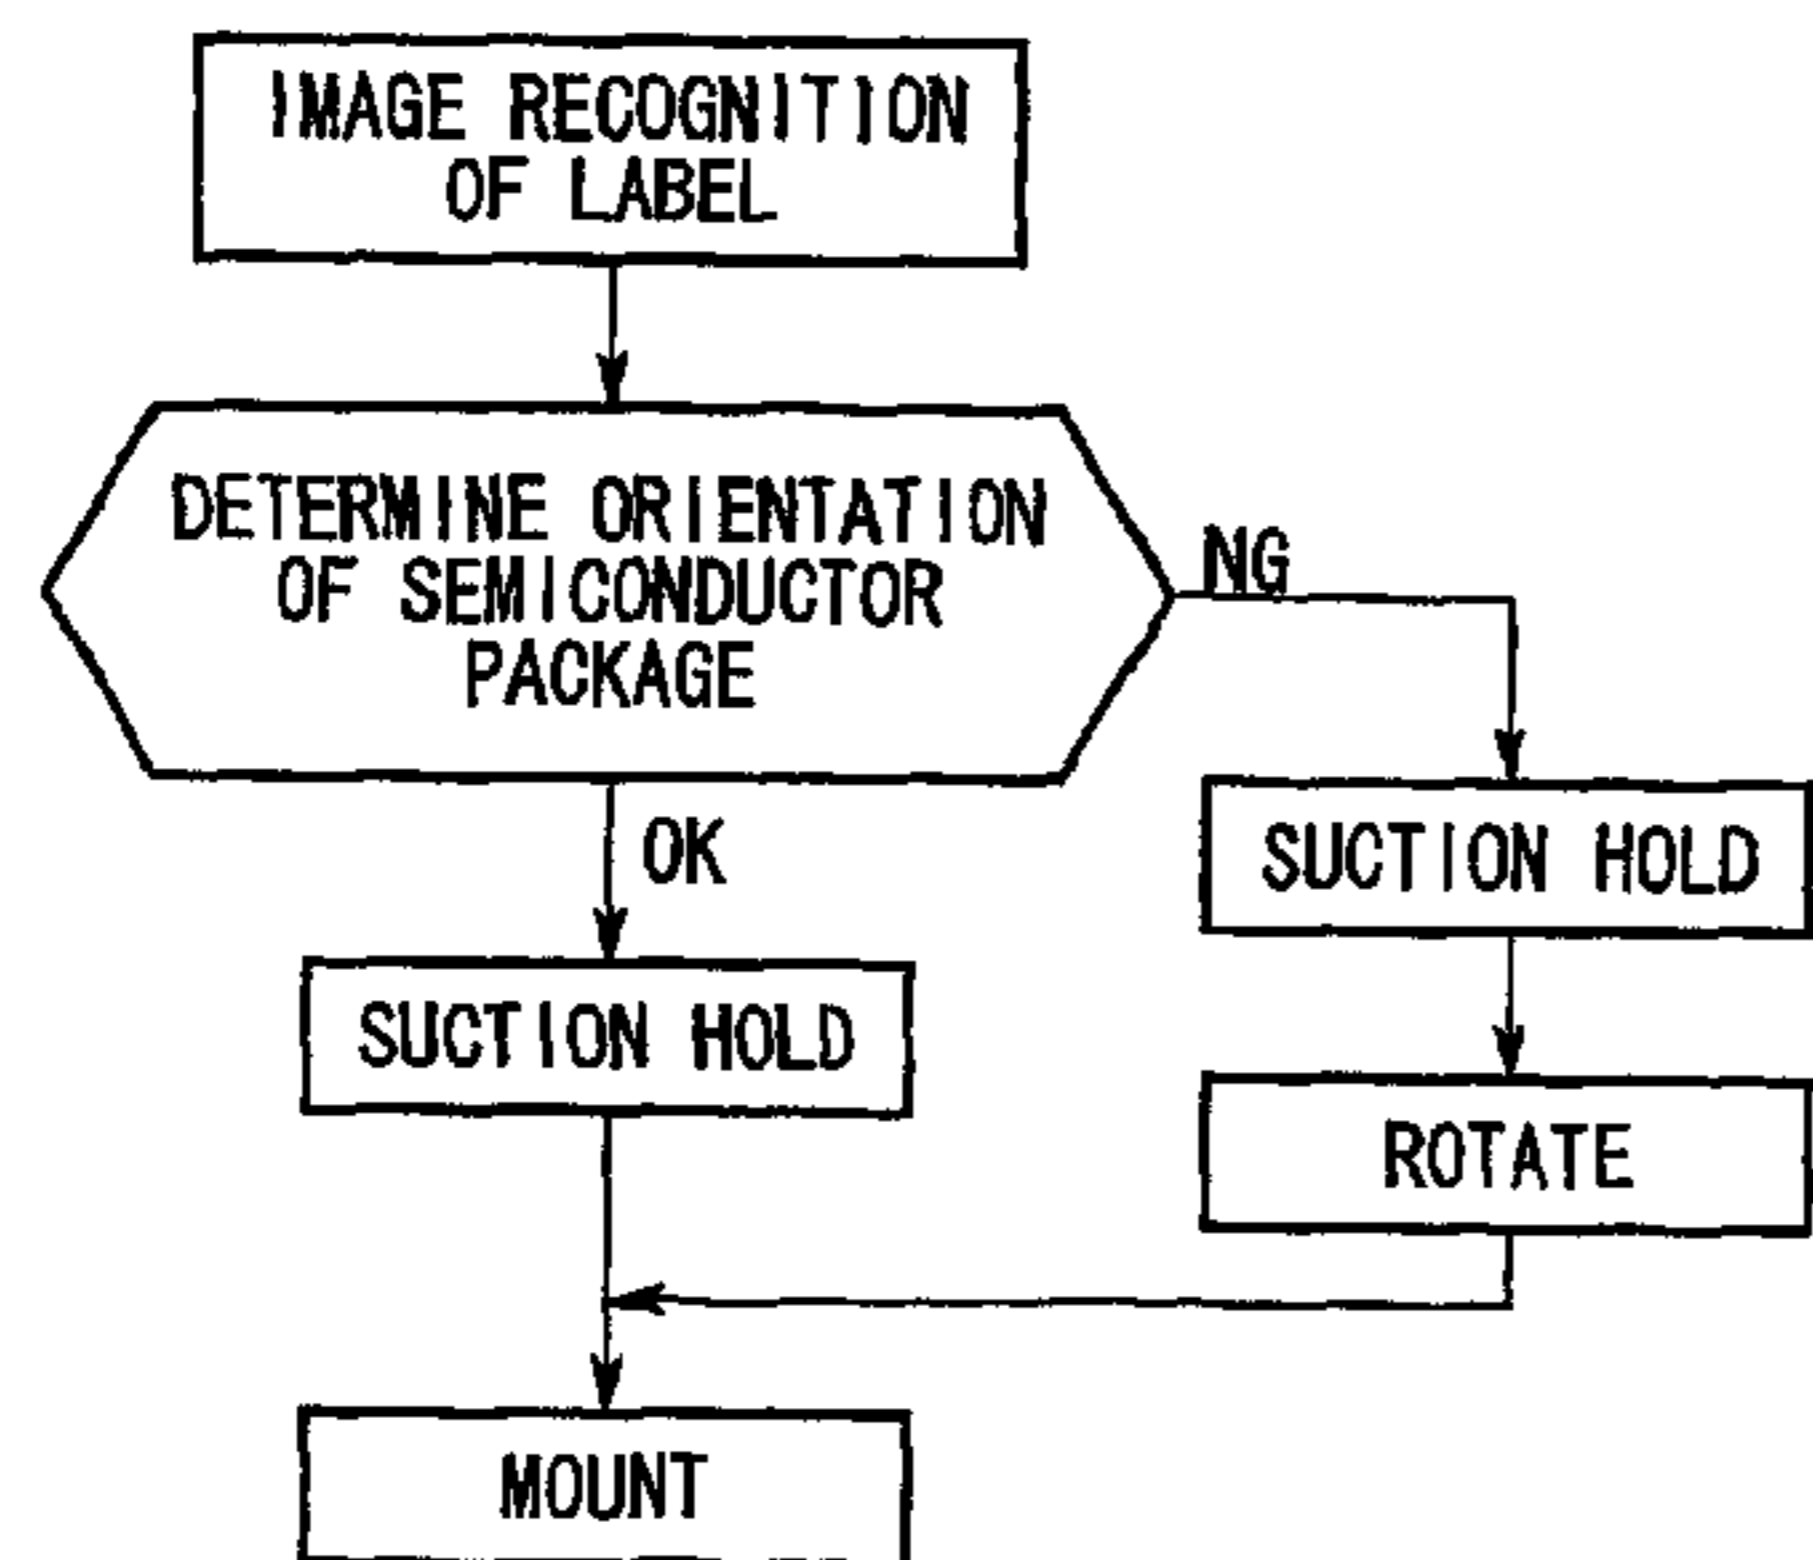 IMAGE RECOGNITION
OF LABEL
DETERMINE ORIENTATION
OF SEMICONDUCTOR
PACKAGE
NG
OK
SUCTION HOLD
SUCTION HOLD
ROTATE
MOUNT